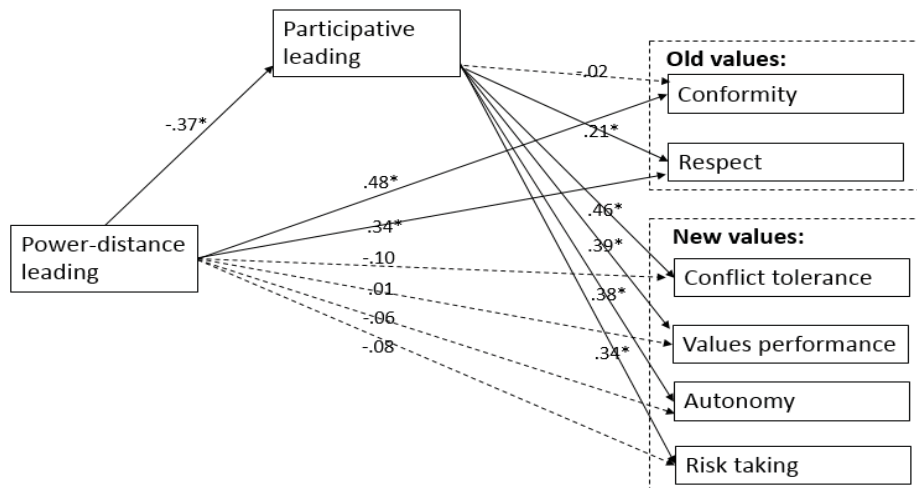 Participative
leading
Old values:
-.02
Conformity
-.37*
.21*
Respect
.48*
.46*
.34*
Power-distance
leading
New values:
.39*
-.10
Conflict tolerance
.01
.38*
-.06
Values performance
-.08
.34*
Autonomy
Risk taking